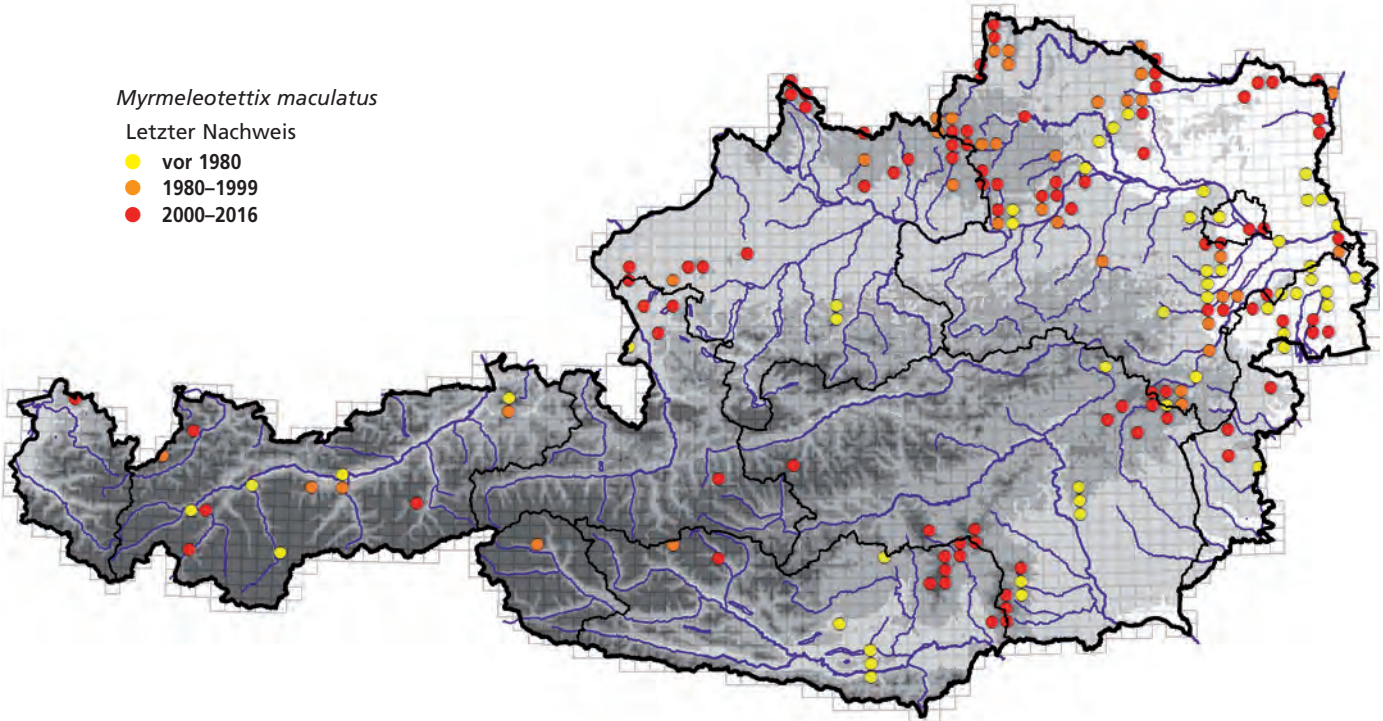 Myrmeleotettix maculatus
Letzter Nachweis
vor 1980
1980–1999
2000–2016